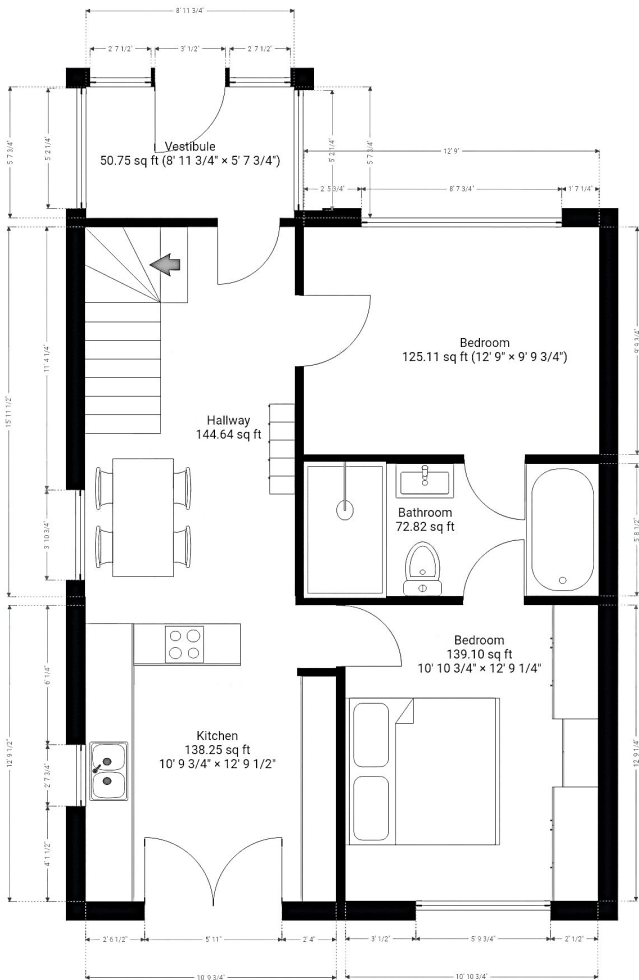 8' 11 3/4"
2' 7 1/2"
3' 1/2"
2' 7 1/2"
5' 7 3/4"
5' 2 1/4"
Vestibule
50.75 sq ft (8' 11 3/4" × 5' 7 3/4")
5' 2 1/4"
5' 7 3/4"
12' 9"
2' 5 3/4"
8' 7 3/4"
1' 7 1/4"
15' 11 1/2"
11' 4 1/4"
Bedroom
125.11 sq ft (12' 9" × 9' 9 3/4")
9' 9 3/4"
Hallway
144.64 sq ft
3' 10 3/4"
Bathroom
72.82 sq ft
5' 8 1/2"
12' 9 1/2"
6' 1/4"
Bedroom
139.10 sq ft
10' 10 3/4" × 12' 9 1/4"
12' 9 1/4"
Kitchen
138.25 sq ft
10' 9 3/4" × 12' 9 1/2"
2' 7 3/4"
4' 1 1/2"
2' 6 1/2"
5' 11"
2' 4"
3' 1/2"
5' 9 3/4"
2' 1/2"
10' 9 3/4"
10' 10 3/4"